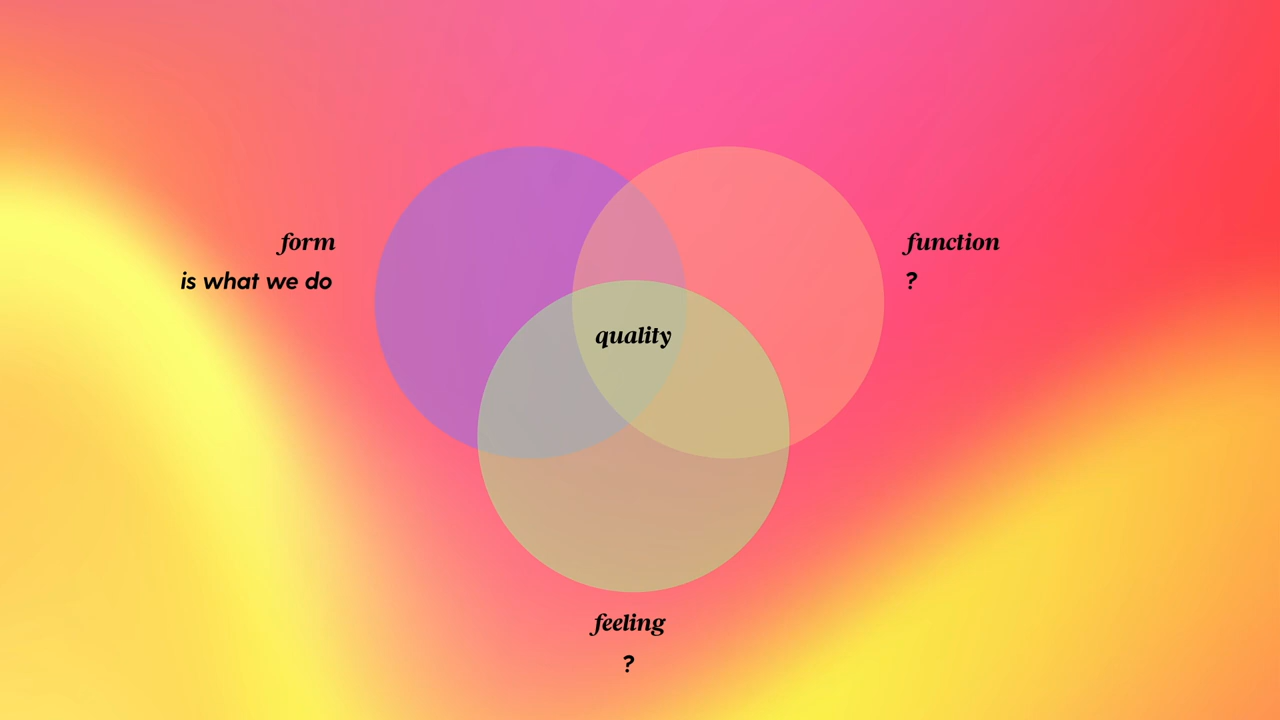 form
is what we do
function
?
quality
feeling
?